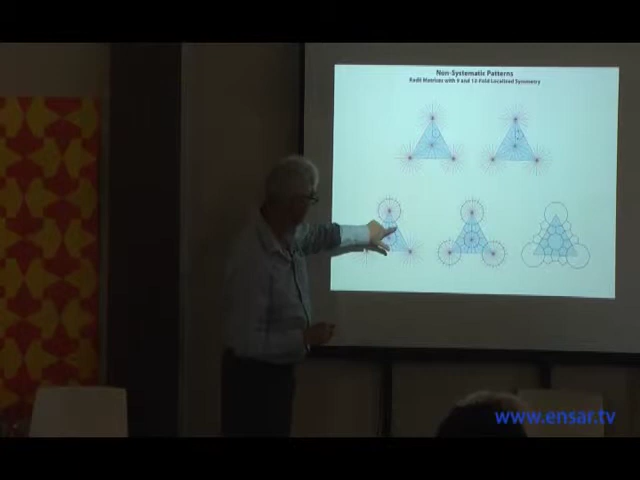 Non-Systematic Patterns
Radii Matrices with 9 and 12-Fold Localized Symmetry
www.ensar.tv